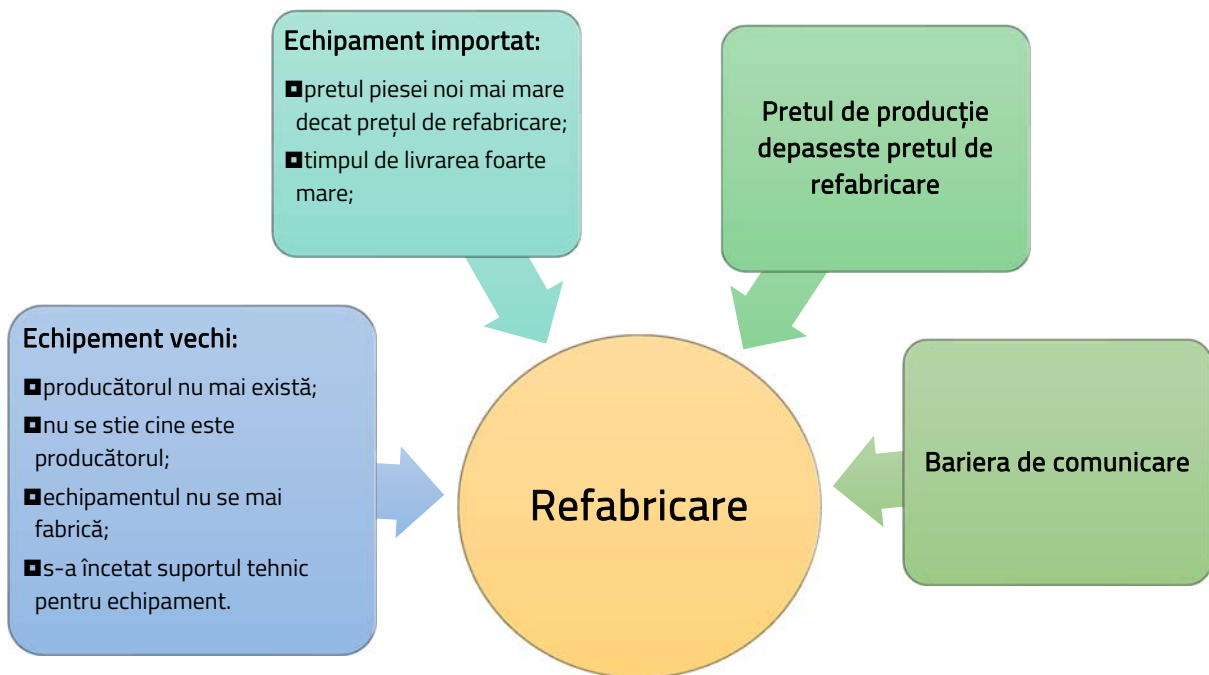 Echipament importat:
◘pretul piesei noi mai mare
decat prețul de refabricare;
◘timpul de livrarea foarte
mare;
Pretul de producție
depaseste pretul de
refabricare
Echipement vechi:
◘producătorul nu mai există;
◘nu se stie cine este
producătorul;
◘echipamentul nu se mai
fabrică;
◘s-a încetat suportul tehnic
pentru echipament.
Refabricare
Bariera de comunicare